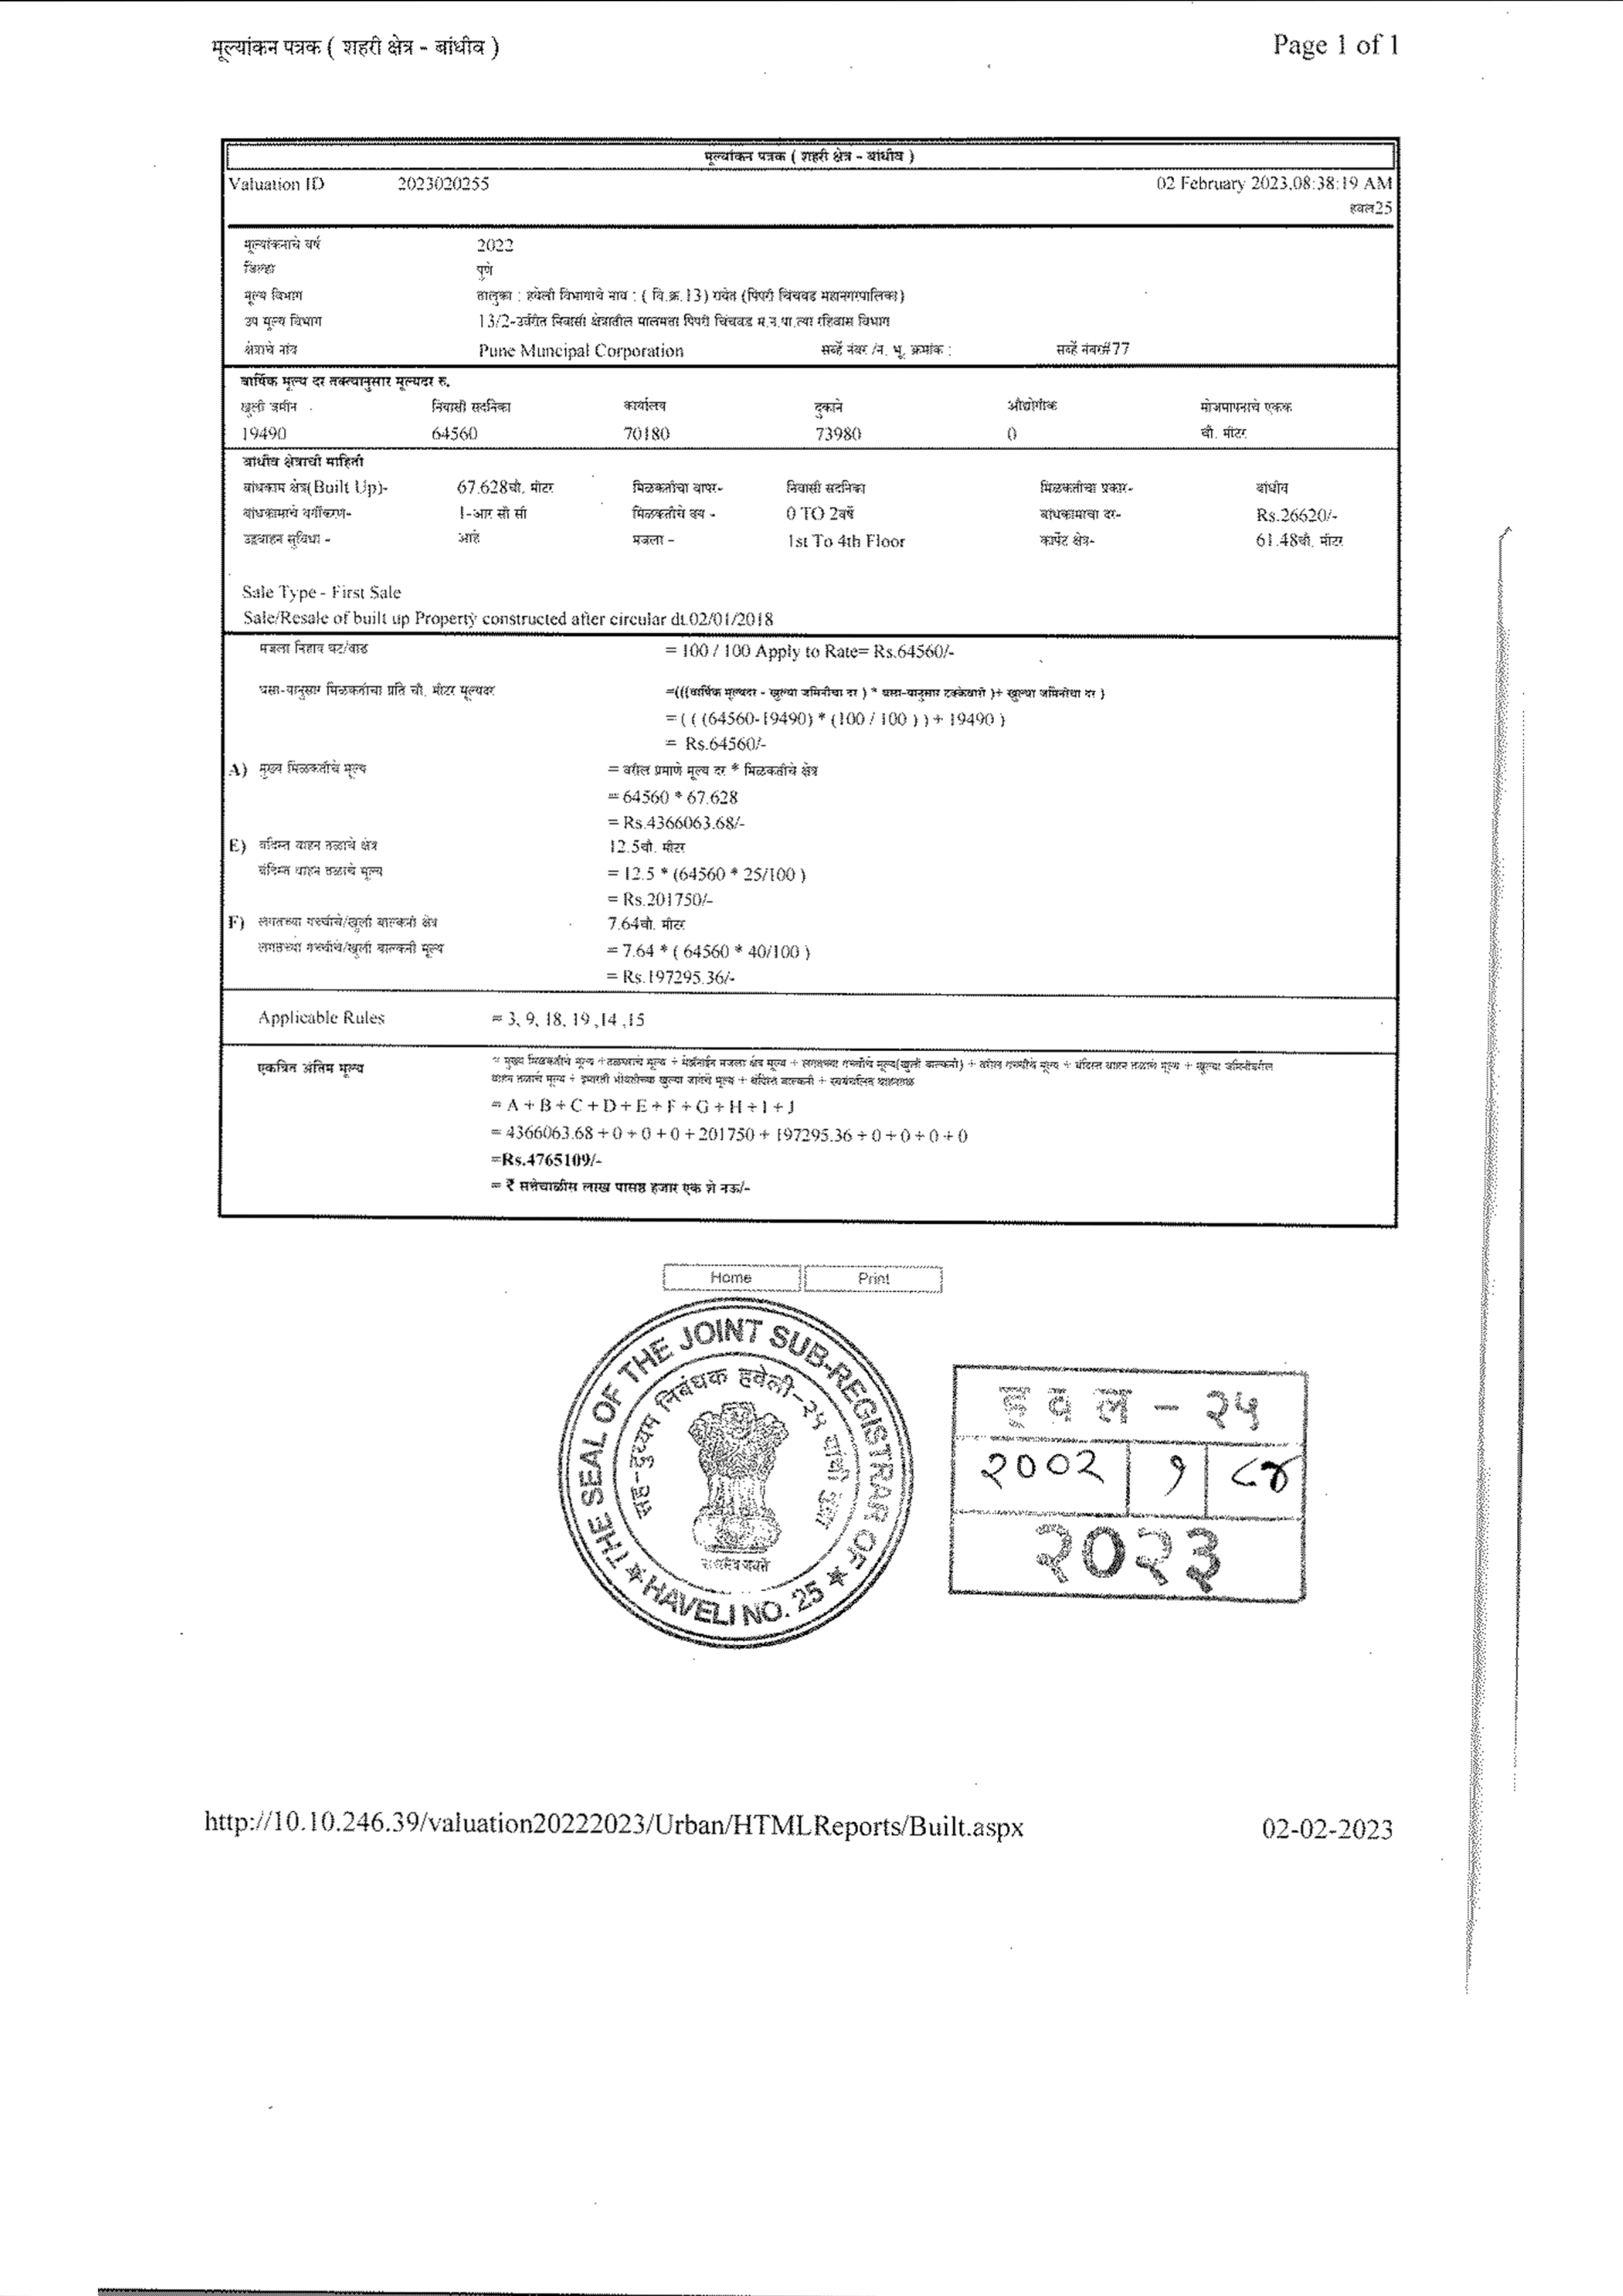 मूल्यांकन पत्रक ( शहरी क्षेत्र - बांधीव ) Page 1 of 1
मूल्यांकन पत्रक ( शहरी क्षेत्र - बांधीव )
Valuation ID 2023020255 02 February 2023,08:38:19 AM
हवल25
मूल्यांकनाचे वर्ष 2022
जिल्हा पुणे
मूल्य विभाग तालुका : हवेली विभागाचे नाव : ( वि.क्र.13) रावेत (पिंपरी चिंचवड महानगरपालिका)
उप मूल्य विभाग 13/2-उर्वरीत निवासी क्षेत्रातील मालमत्ता पिंपरी चिंचवड म.न.पा.त्या रहिवास विभाग
क्षेत्राचे नांव Pune Muncipal Corporation सर्व्हे नंबर /न. भू. क्रमांक : सर्व्हे नंबर#77
वार्षिक मूल्य दर तक्त्यानुसार मूल्यदर रु.
खुली जमीन निवासी सदनिका कार्यालय दुकाने औद्योगीक मोजमापनाचे एकक
19490 64560 70180 73980 0 चौ. मीटर
बांधीव क्षेत्राची माहिती
बांधकाम क्षेत्र(Built Up)- 67.628चौ. मीटर मिळकतीचा वापर- निवासी सदनिका मिळकतीचा प्रकार- बांधीव
बांधकामाचे वर्गीकरण- 1-आर सी सी मिळकतीचे वय - 0 TO 2वर्षे बांधकामाचा दर- Rs.26620/-
उद्ववाहन सुविधा - आहे मजला - 1st To 4th Floor कार्पेट क्षेत्र- 61.48चौ. मीटर
Sale Type - First Sale
Sale/Resale of built up Property constructed after circular dt.02/01/2018
मजला निहाय घट/वाढ = 100 / 100 Apply to Rate= Rs.64560/-
घसा-यानुसार मिळकतीचा प्रति चौ. मीटर मूल्यदर =(((वार्षिक मूल्यदर - खुल्या जमिनीचा दर ) * घसा-यानुसार टक्केवारी )+ खुल्या जमिनीचा दर )
= ( ( (64560-19490) * (100 / 100 ) ) + 19490 )
= Rs.64560/-
A) मुख्य मिळकतीचे मूल्य = वरील प्रमाणे मूल्य दर * मिळकतीचे क्षेत्र
= 64560 * 67.628
= Rs.4366063.68/-
E) बंदिस्त वाहन तळाचे क्षेत्र 12.5चौ. मीटर
बंदिस्त वाहन तळाचे मूल्य = 12.5 * (64560 * 25/100 )
= Rs.201750/-
F) लगतच्या गच्चीचे/खुली बाल्कनी क्षेत्र 7.64चौ. मीटर
लगतच्या गच्चीचे/खुली बाल्कनी मूल्य = 7.64 * ( 64560 * 40/100 )
= Rs.197295.36/-
Applicable Rules = 3, 9, 18, 19 ,14 ,15
एकत्रित अंतिम मूल्य = मुख्य मिळकतीचे मूल्य +तळघराचे मूल्य + मेझॅनाईन मजला क्षेत्र मूल्य + लगतच्या गच्चीचे मूल्य(खुली बाल्कनी) + वरील गच्चीचे मूल्य + बंदिस्त वाहन तळाचे मूल्य + खुल्या जमिनीवरील
वाहन तळाचे मूल्य + इमारती भोवतीच्या खुल्या जागेचे मूल्य + बंदिस्त बाल्कनी + स्वयंचलित वाहनतळ
= A + B + C + D + E + F + G + H + I + J
= 4366063.68 + 0 + 0 + 0 + 201750 + 197295.36 + 0 + 0 + 0 + 0
=Rs.4765109/-
= ₹ सत्तेचाळीस लाख पासष्ठ हजार एक शे नऊ/-
Home Print
THE SEAL OF THE JOINT SUB-REGISTRAR OF
HAVELI NO. 25
सह-दुय्यम निबंधक हवेली-२५ यांची मुद्रा
सत्यमेव जयते
हवल - २५
२००२ १ ८४
२०२३
http://10.10.246.39/valuation20222023/Urban/HTMLReports/Built.aspx 02-02-2023